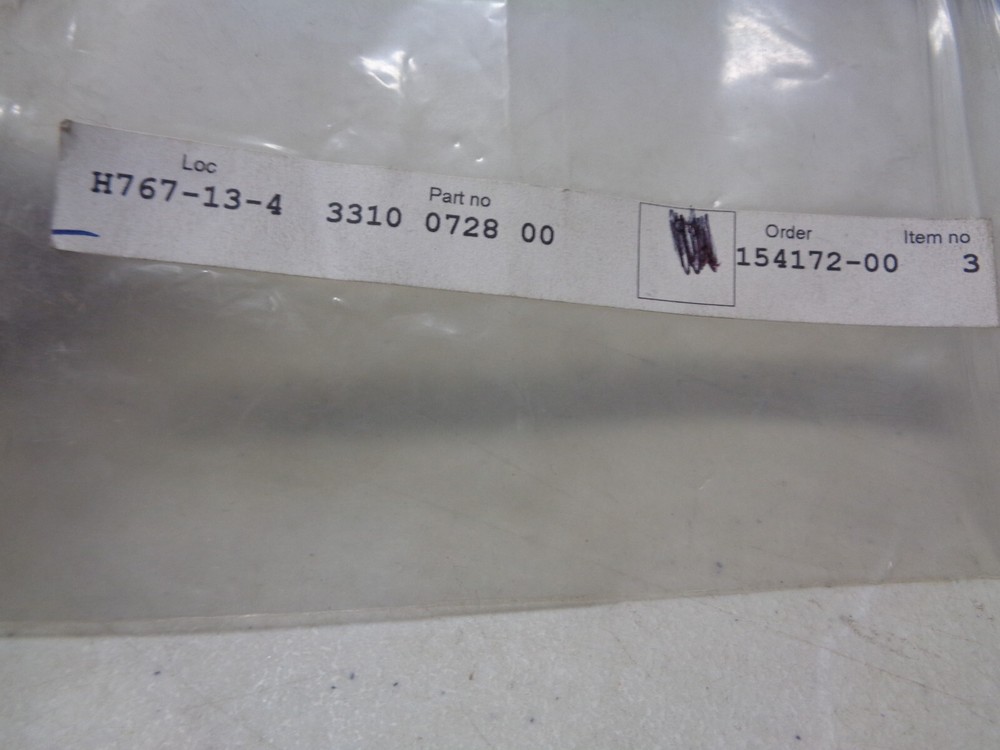 Loc Part no Order Item no
H767-13-4 3310 0728 00 154172-00 3